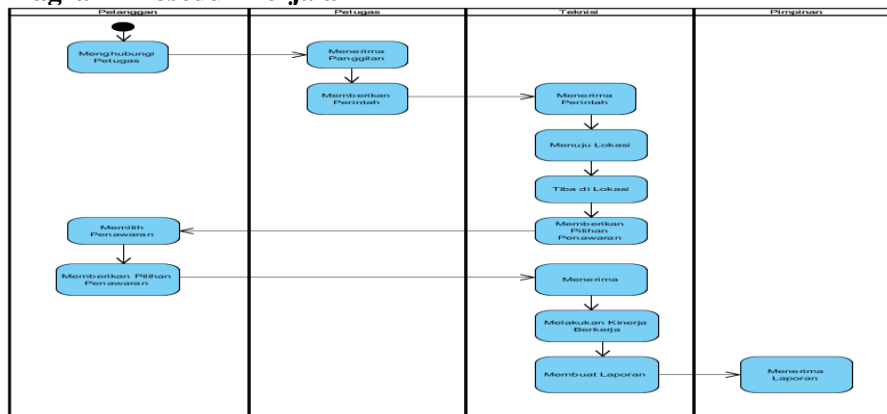 Pelanggan Petugas Teknisi Pimpinan
Menghubungi
Petugas
Menerima
Panggilan
Memberikan
Perintah
Menerima
Perintah
Menuju Lokasi
Tiba di Lokasi
Memberikan
Pilihan
Penawaran
Memilih
Penawaran
Memberikan Pilihan
Penawaran
Menerima
Melakukan Kinerja
Berkerja
Membuat Laporan
Menerima
Laporan